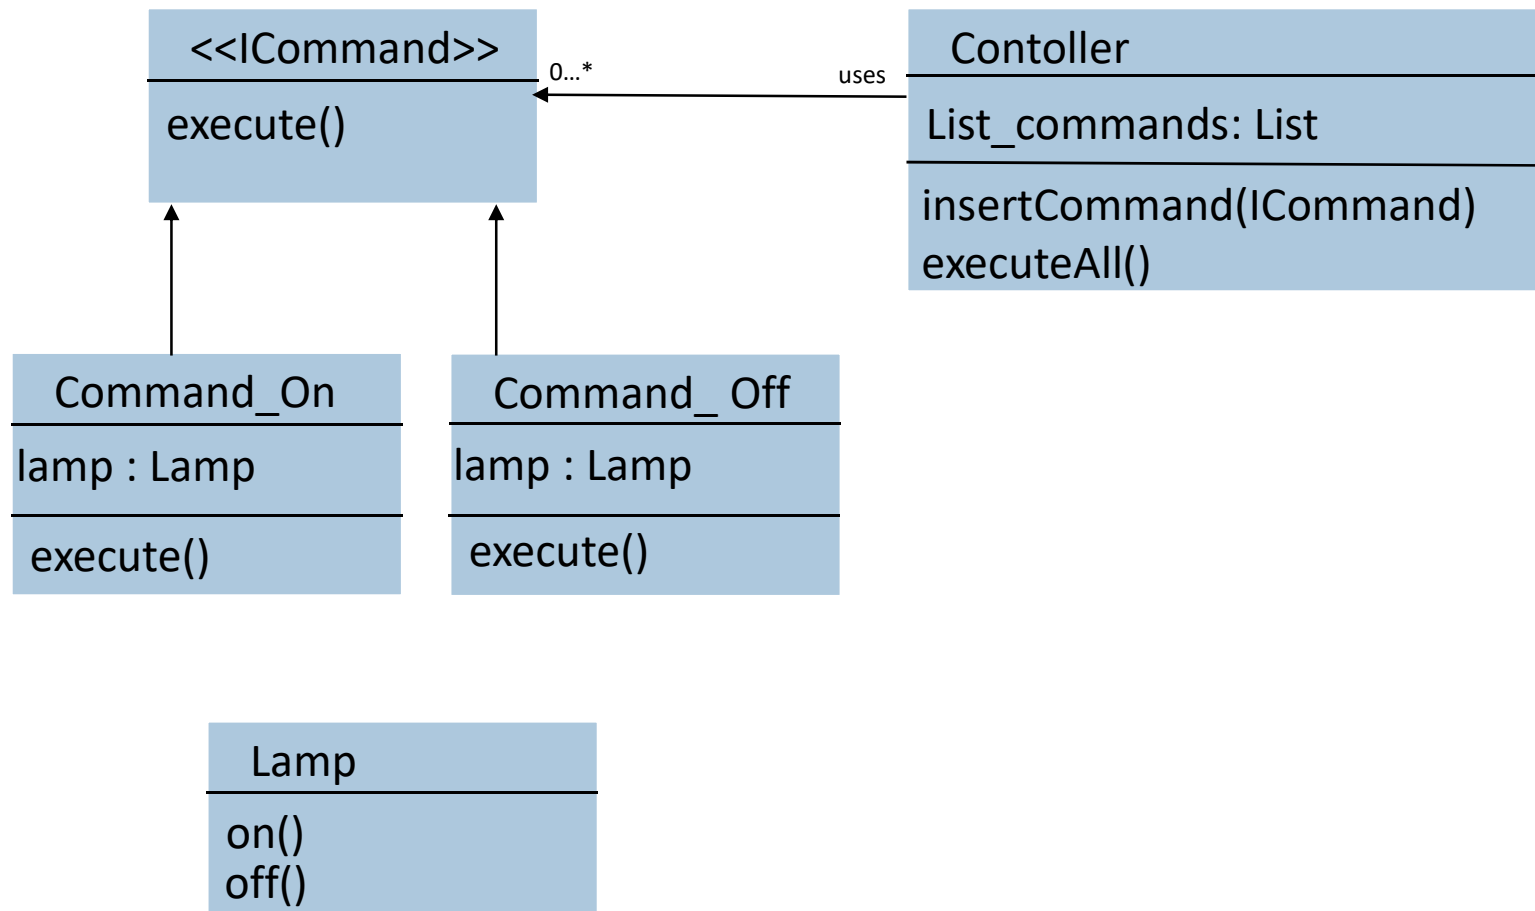 <<ICommand>>
execute()
0...*
uses
Contoller
List_commands: List
insertCommand(ICommand)
executeAll()
Command_On
lamp : Lamp
execute()
Command_ Off
lamp : Lamp
execute()
Lamp
on()
off()